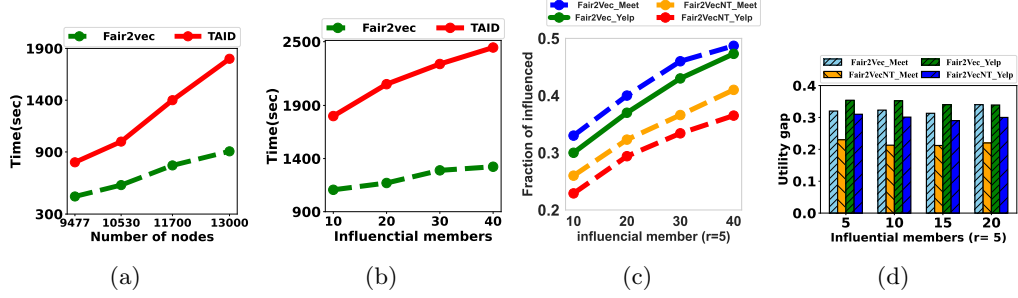 Fair2vec TAID
1900
1400
900
300
Time(sec)
9477 10530 11700 13000
Number of nodes
(a)
Fair2vec TAID
2500
1900
1400
900
Time(sec)
10 20 30 40
Influenctial members
(b)
Fair2Vec_Meet Fair2VecNT_Meet
Fair2Vec_Yelp Fair2VecNT_Yelp
0.5
0.4
0.3
0.2
Fraction of influenced
10 20 30 40
influencial member (r=5)
(c)
Fair2Vec_Meet Fair2Vec_Yelp
Fair2VecNT_Meet Fair2VecNT_Yelp
0.4
0.3
0.2
0.1
0.0
Utility gap
5 10 15 20
Influential members (r= 5)
(d)